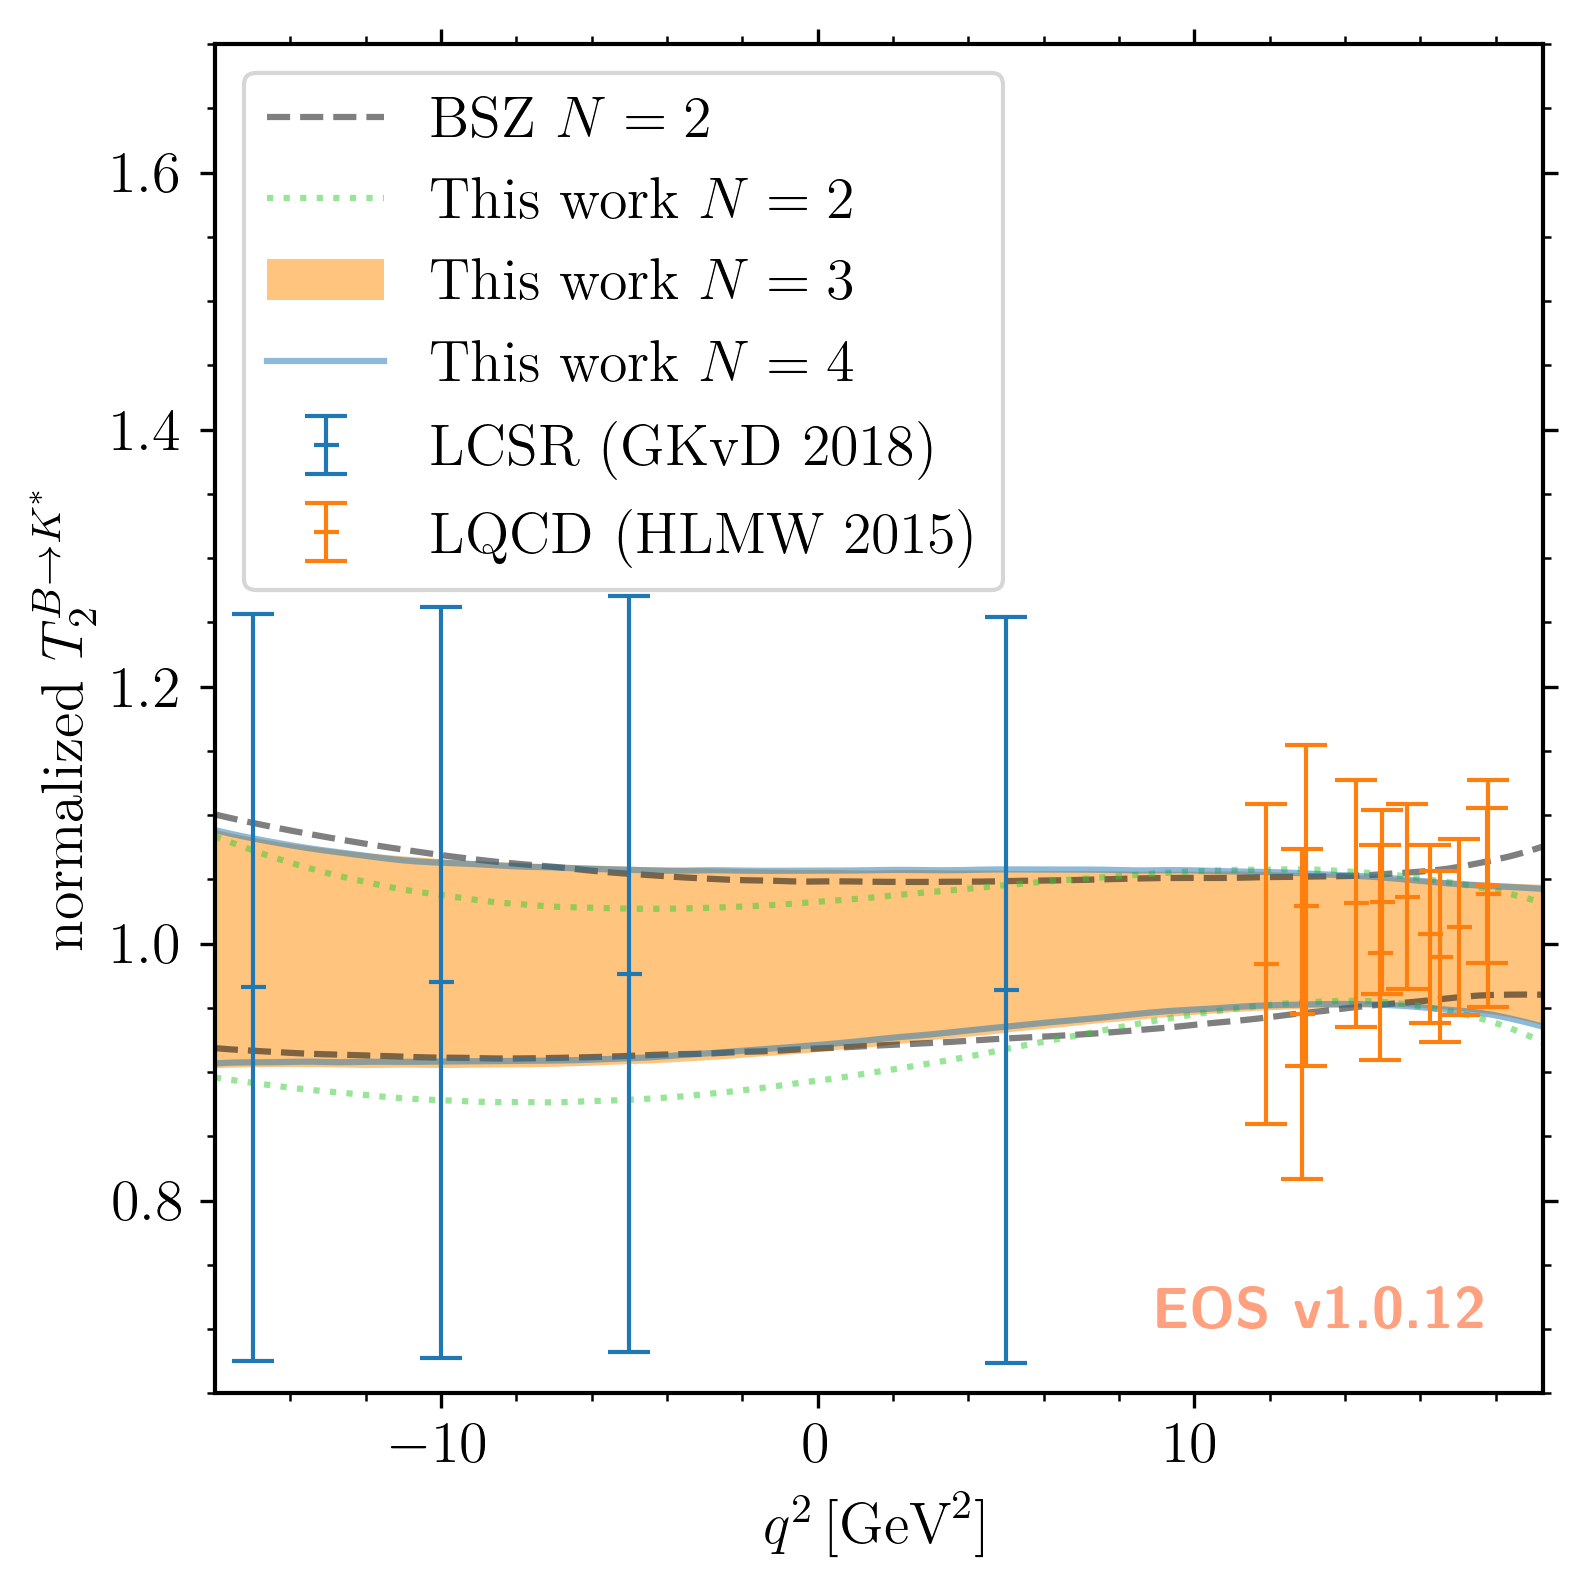 BSZ N = 2
This work N = 2
This work N = 3
This work N = 4
LCSR (GKvD 2018)
LQCD (HLMW 2015)
1.6
1.4
1.2
1.0
0.8
normalized T₂^{B→K*}
EOS v1.0.12
−10
0
10
q² [GeV²]